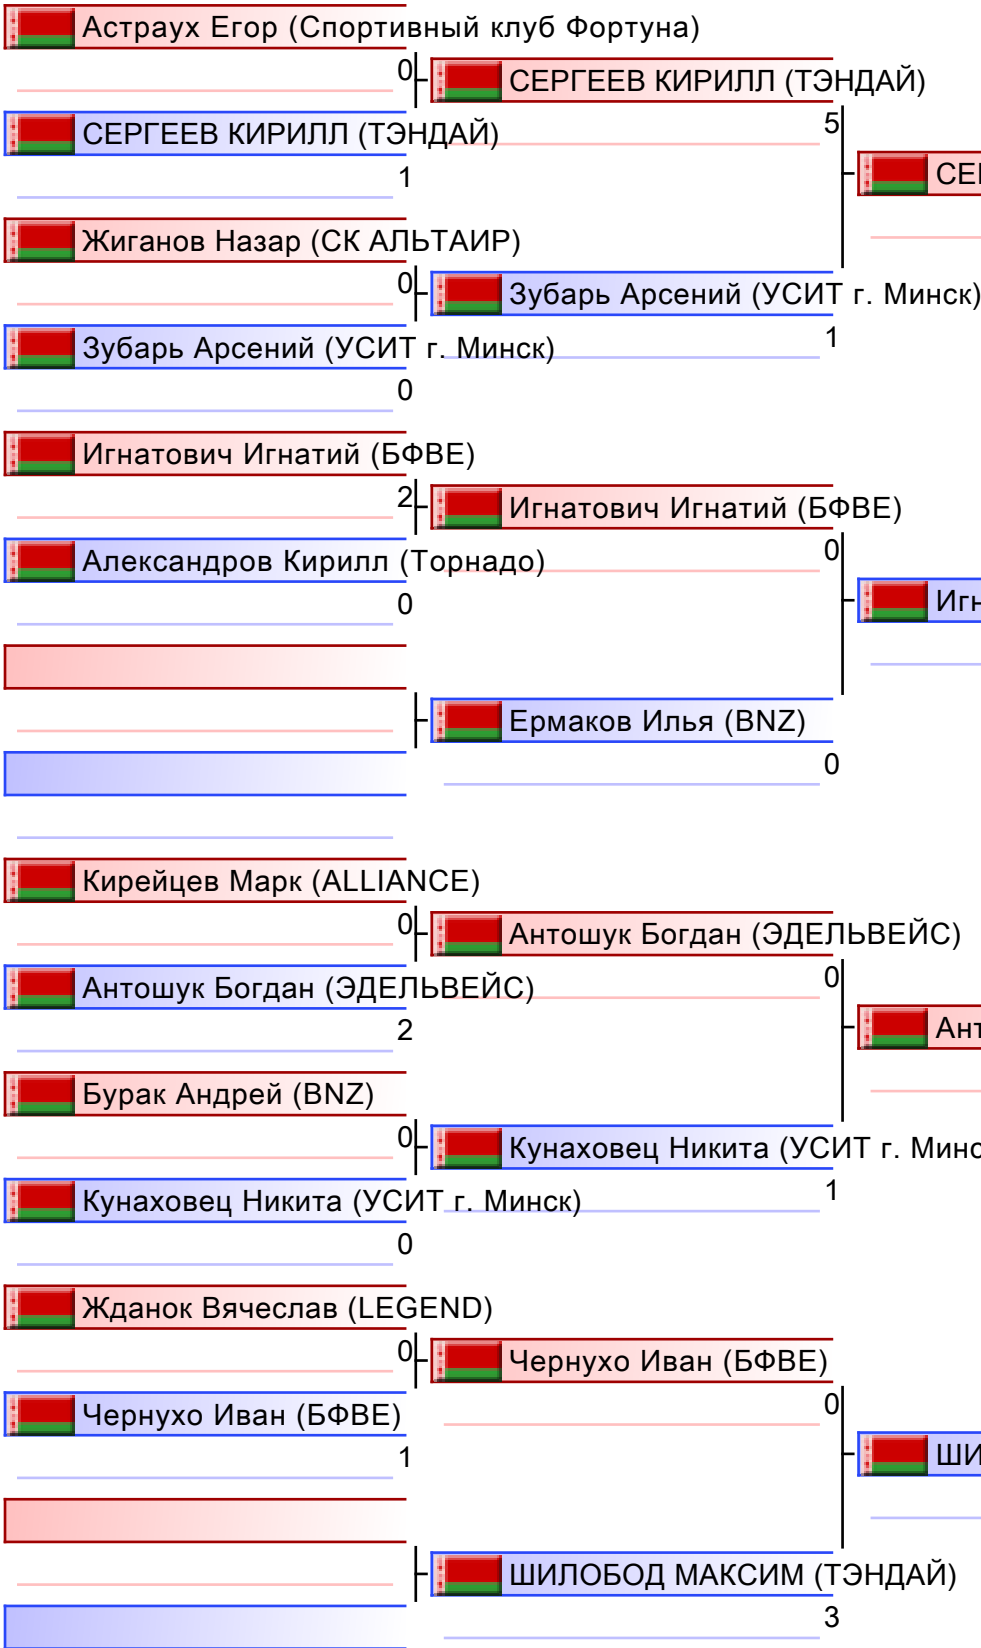 Астраух Егор (Спортивный клуб Фортуна)
0
СЕРГЕЕВ КИРИЛЛ (ТЭНДАЙ)
5
СЕРГЕЕВ КИРИЛЛ (ТЭНДАЙ)
1
Жиганов Назар (СК АЛЬТАИР)
0
Зубарь Арсений (УСИТ г. Минск)
1
Зубарь Арсений (УСИТ г. Минск)
0
Игнатович Игнатий (БФВЕ)
2
Игнатович Игнатий (БФВЕ)
0
Александров Кирилл (Торнадо)
0
Ермаков Илья (BNZ)
0
Кирейцев Марк (ALLIANCE)
0
Антошук Богдан (ЭДЕЛЬВЕЙС)
0
Антошук Богдан (ЭДЕЛЬВЕЙС)
2
Бурак Андрей (BNZ)
0
Кунаховец Никита (УСИТ г. Минс
1
Кунаховец Никита (УСИТ г. Минск)
0
Жданок Вячеслав (LEGEND)
0
Чернухо Иван (БФВЕ)
0
Чернухо Иван (БФВЕ)
1
ШИЛОБОД МАКСИМ (ТЭНДАЙ)
3